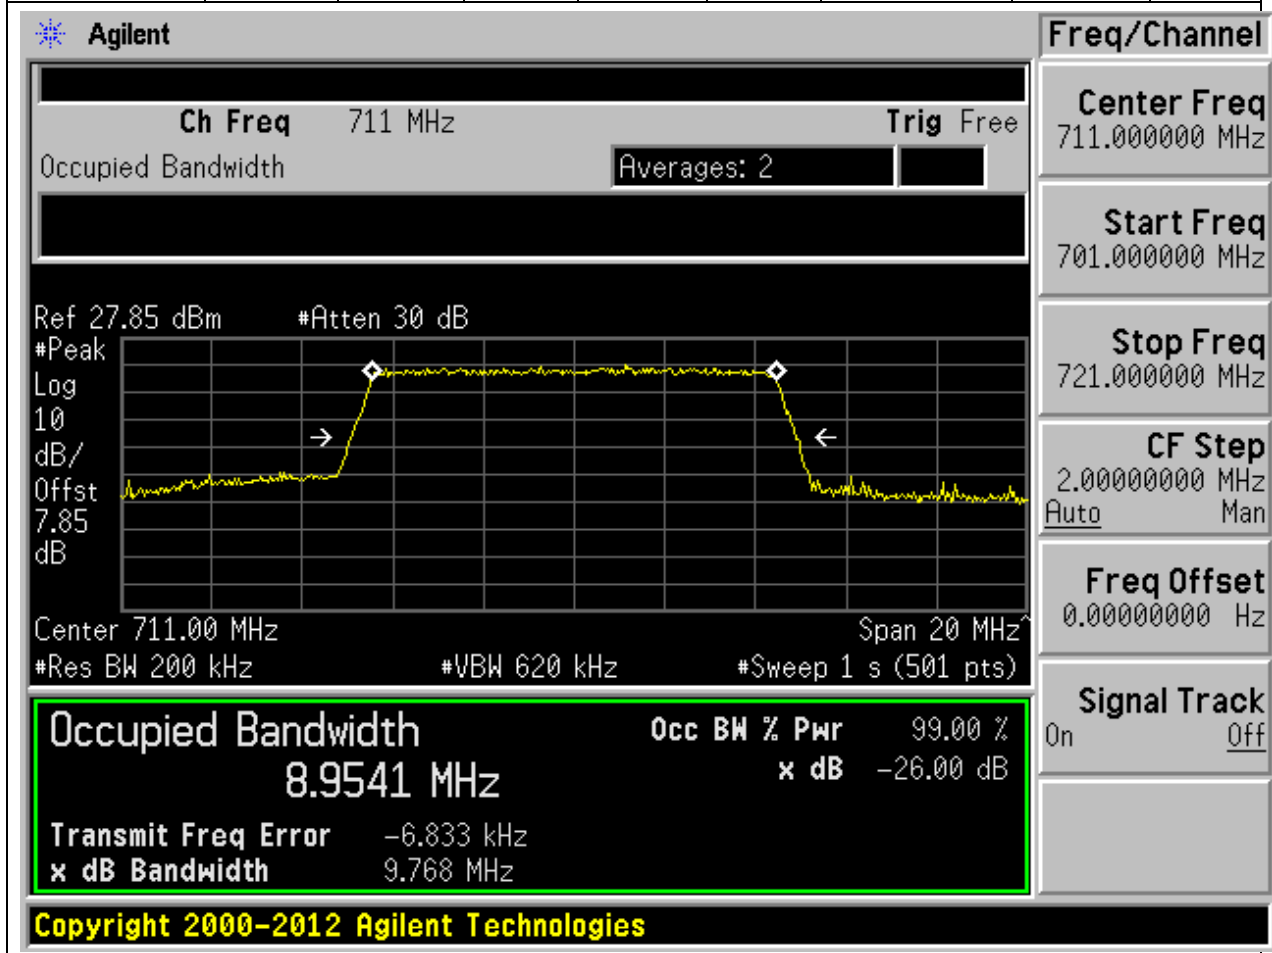 Agilent
Freq/Channel
Ch Freq 711 MHz Trig Free
Occupied Bandwidth Averages: 2
Ref 27.85 dBm #Atten 30 dB
#Peak
Log
10
dB/
Offst
7.85
dB
Center 711.00 MHz Span 20 MHz^
#Res BW 200 kHz #VBW 620 kHz #Sweep 1 s (501 pts)
Occupied Bandwidth Occ BW % Pwr 99.00 %
8.9541 MHz x dB -26.00 dB
Transmit Freq Error -6.833 kHz
x dB Bandwidth 9.768 MHz
Copyright 2000-2012 Agilent Technologies
Center Freq
711.000000 MHz
Start Freq
701.000000 MHz
Stop Freq
721.000000 MHz
CF Step
2.00000000 MHz
Auto Man
Freq Offset
0.00000000 Hz
Signal Track
On Off